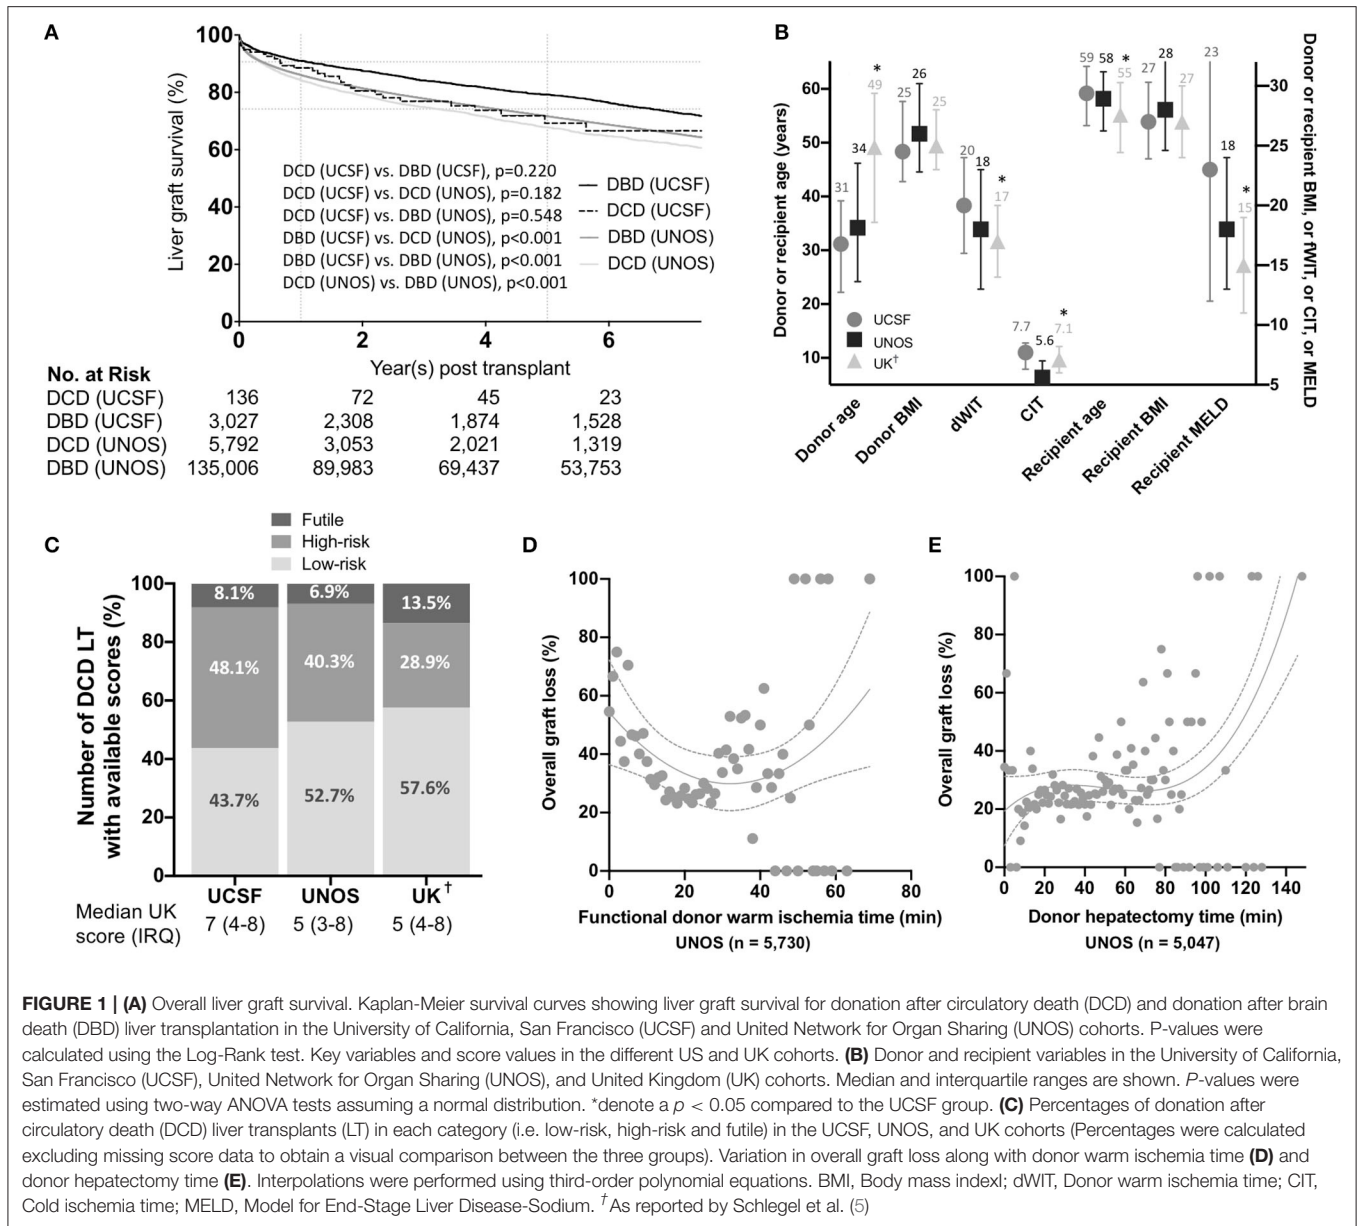 A
100
80
60
40
20
0
Liver graft survival (%)
DCD (UCSF) vs. DBD (UCSF), p=0.220
DCD (UCSF) vs. DCD (UNOS), p=0.182
DCD (UCSF) vs. DBD (UNOS), p=0.548
DBD (UCSF) vs. DCD (UNOS), p<0.001
DBD (UCSF) vs. DBD (UNOS), p<0.001
DCD (UNOS) vs. DBD (UNOS), p<0.001
DBD (UCSF)
DCD (UCSF)
DBD (UNOS)
DCD (UNOS)
0 2 4 6
Year(s) post transplant
No. at Risk
DCD (UCSF) 136 72 45 23
DBD (UCSF) 3,027 2,308 1,874 1,528
DCD (UNOS) 5,792 3,053 2,021 1,319
DBD (UNOS) 135,006 89,983 69,437 53,753
B
Donor or recipient age (years)
60
50
40
30
20
10
31 34 49 *
25 26 25
20 18 17 *
7.7 5.6 7.1 *
59 58 55 *
27 28 27
23 18 15 *
UCSF
UNOS
UK†
30
25
20
15
10
5
Donor or recipient BMI, or fWIT, or CIT, or MELD
Donor age
Donor BMI
dWIT
CIT
Recipient age
Recipient BMI
Recipient MELD
C
Futile
High-risk
Low-risk
Number of DCD LT
with available scores (%)
100
80
60
40
20
0
8.1% 6.9% 13.5%
48.1% 40.3% 28.9%
43.7% 52.7% 57.6%
UCSF UNOS UK†
Median UK
score (IRQ) 7 (4-8) 5 (3-8) 5 (4-8)
D
Overall graft loss (%)
100
80
60
40
20
0
0 20 40 60 80
Functional donor warm ischemia time (min)
UNOS (n = 5,730)
E
Overall graft loss (%)
100
80
60
40
20
0
0 20 40 60 80 100 120 140
Donor hepatectomy time (min)
UNOS (n = 5,047)
FIGURE 1 | (A) Overall liver graft survival. Kaplan-Meier survival curves showing liver graft survival for donation after circulatory death (DCD) and donation after brain
death (DBD) liver transplantation in the University of California, San Francisco (UCSF) and United Network for Organ Sharing (UNOS) cohorts. P-values were
calculated using the Log-Rank test. Key variables and score values in the different US and UK cohorts. (B) Donor and recipient variables in the University of California,
San Francisco (UCSF), United Network for Organ Sharing (UNOS), and United Kingdom (UK) cohorts. Median and interquartile ranges are shown. P-values were
estimated using two-way ANOVA tests assuming a normal distribution. *denote a p < 0.05 compared to the UCSF group. (C) Percentages of donation after
circulatory death (DCD) liver transplants (LT) in each category (i.e. low-risk, high-risk and futile) in the UCSF, UNOS, and UK cohorts (Percentages were calculated
excluding missing score data to obtain a visual comparison between the three groups). Variation in overall graft loss along with donor warm ischemia time (D) and
donor hepatectomy time (E). Interpolations were performed using third-order polynomial equations. BMI, Body mass indexl; dWIT, Donor warm ischemia time; CIT,
Cold ischemia time; MELD, Model for End-Stage Liver Disease-Sodium. †As reported by Schlegel et al. (5)